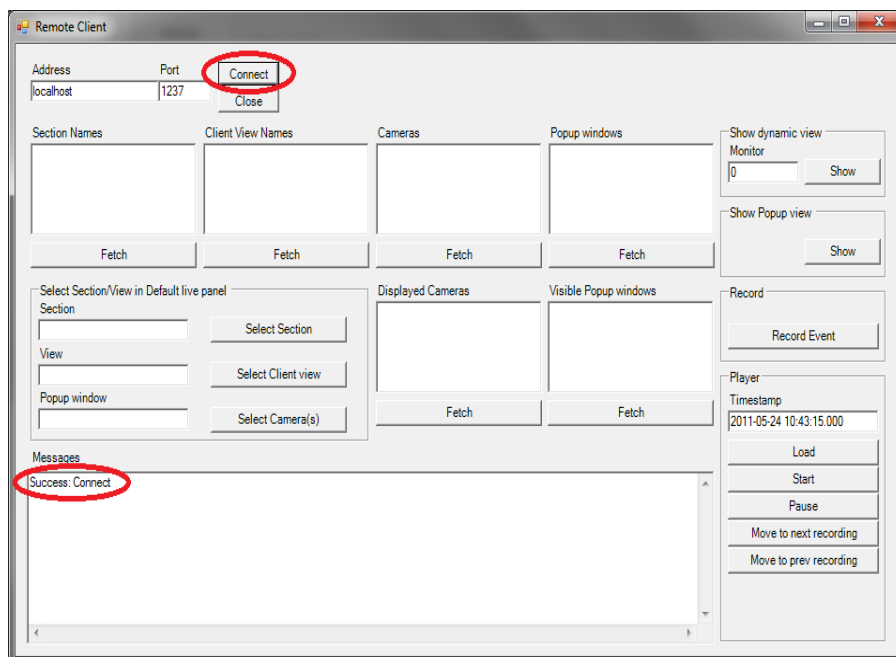 Remote Client
Address Port Connect
localhost 1237
Close
Section Names Client View Names Cameras Popup windows
Fetch Fetch Fetch Fetch
Show dynamic view
Monitor
0 Show
Show Popup view
Show
Select Section/View in Default live panel
Section
Select Section
View
Select Client view
Popup window
Select Camera(s)
Displayed Cameras Visible Popup windows
Fetch Fetch
Record
Record Event
Player
Timestamp
2011-05-24 10:43:15.000
Load
Start
Pause
Move to next recording
Move to prev recording
Messages
Success: Connect